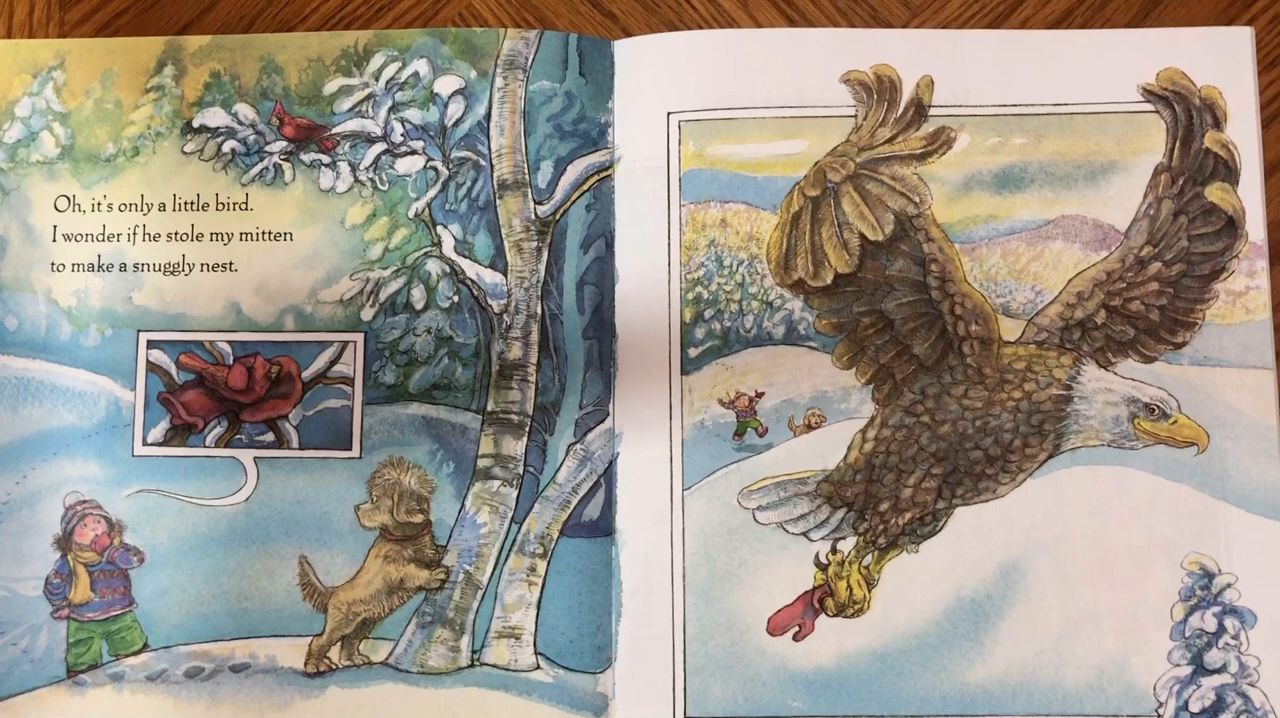 Oh, it's only a little bird.
I wonder if he stole my mitten
to make a snuggly nest.